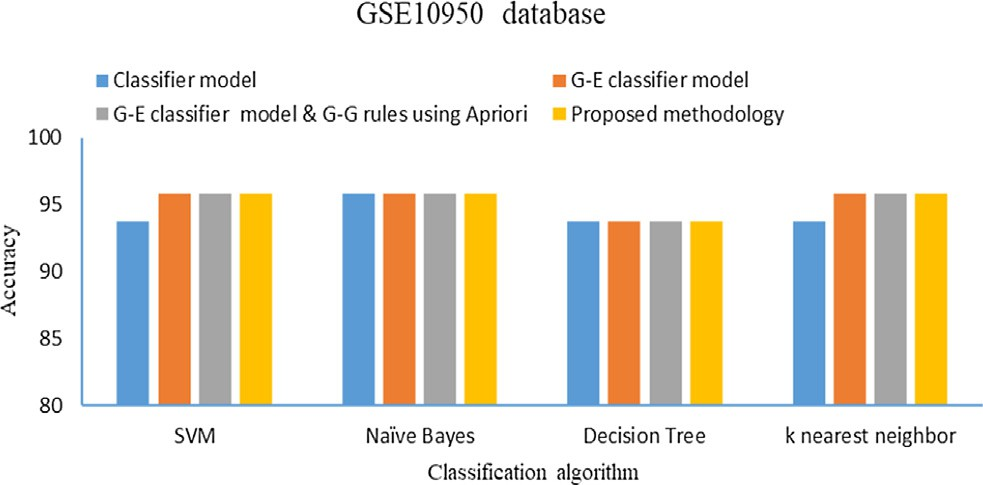 GSE10950 database
Classifier model
G-E classifier model
G-E classifier model & G-G rules using Apriori
Proposed methodology
100
95
90
85
80
Accuracy
SVM
Naïve Bayes
Decision Tree
k nearest neighbor
Classification algorithm